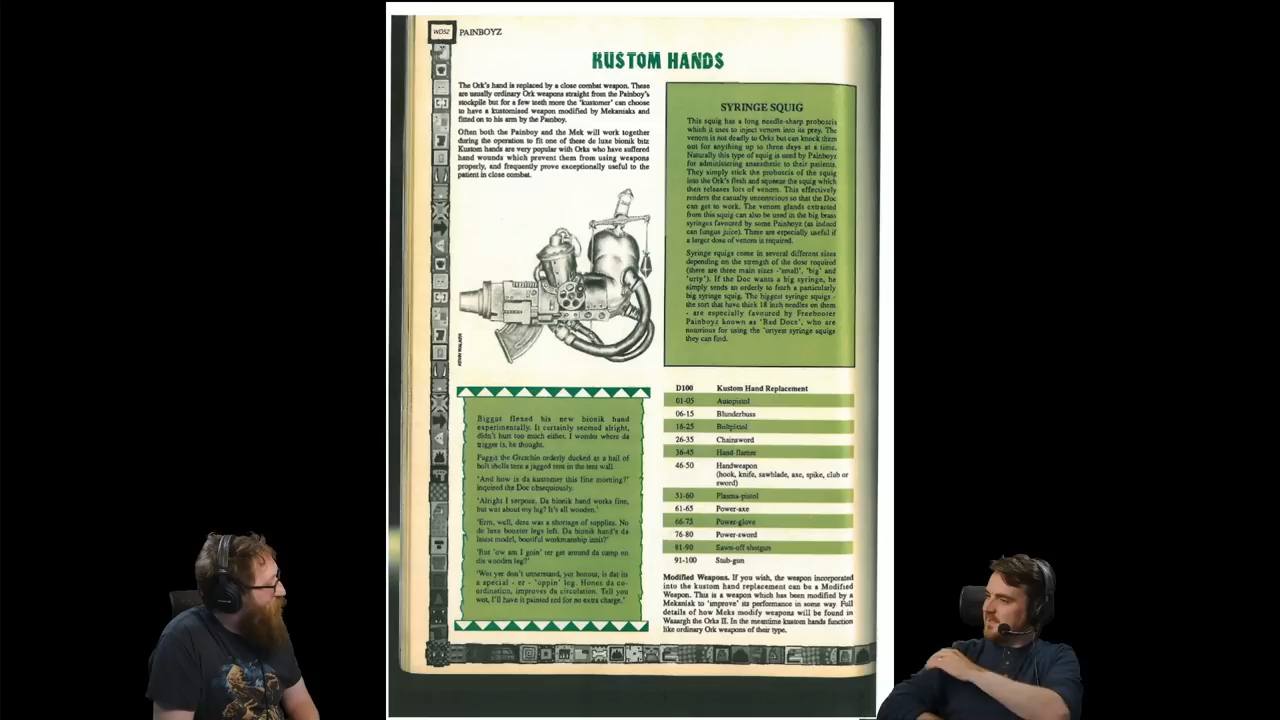 WD52
PAINBOYZ
KUSTOM HANDS
The Ork's hand is replaced by a close combat weapon. These
are usually ordinary Ork weapons straight from the Painboy's
stockpile but for a few teeth more the 'kustomer' can choose
to have a kustomised weapon modified by Mekaniaks and
fitted on to his arm by the Painboy.
Often both the Painboy and the Mek will work together
during the operation to fit one of these de luxe bionik bitz
Kustom hands are very popular with Orks who have suffered
hand wounds which prevent them from using weapons
properly, and frequently prove exceptionally useful to the
patient in close combat.
KEVIN WALKER
Biggut flexed his new bionik hand
experimentally. It certainly seemed alright,
didn't hurt too much either. I wonder where da
trigger is, he thought.
Faggit the Gretchin orderly ducked as a hail of
bolt shells tore a jagged rent in the tent wall.
'And how is da kustomer this fine morning?'
inquired the Doc obsequiously.
'Alright I serpose. Da bionik hand works fine,
but wot about my leg? It's all wooden.'
'Erm, well, dere was a shortage of supplies. No
de luxe booster legs left. Da bionik hand's da
latest model, bootiful workmanship innit?'
'But 'ow am I goin' ter get around da camp on
dis wooden leg?'
'Wot yer don't unnerstand, yer honour, is dat its
a special - er - 'oppin' leg. Hones da co-
ordination, improves da circulation. Tell you
wot, I'll have it painted red for no extra charge.'
SYRINGE SQUIG
This squig has a long needle-sharp proboscis
which it uses to inject venom into its prey. The
venom is not deadly to Orks but can knock them
out for anything up to three days at a time.
Naturally this type of squig is used by Painboyz
for administering anaesthetic to their patients.
They simply stick the proboscis of the squig
into the Ork's flesh and squeeze the squig which
then releases lots of venom. This effectively
renders the casualty unconscious so that the Doc
can get to work. The venom glands extracted
from this squig can also be used in the big brass
syringes favoured by some Painboyz (as indeed
can fungus juice). These are especially useful if
a larger dose of venom is required.
Syringe squigs come in several different sizes
depending on the strength of the dose required
(there are three main sizes -'small', 'big' and
'urty'). If the Doc wants a big syringe, he
simply sends an orderly to fetch a particularly
big syringe squig. The biggest syringe squigs -
the sort that have thick 18 inch needles on them
- are especially favoured by Freebooter
Painboyz known as 'Bad Docs', who are
notorious for using the 'urtyest syringe squigs
they can find.
D100 Kustom Hand Replacement
01-05 Autopistol
06-15 Blunderbuss
16-25 Boltpistol
26-35 Chainsword
36-45 Hand-flamer
46-50 Handweapon
(hook, knife, sawblade, axe, spike, club or
sword)
51-60 Plasma-pistol
61-65 Power-axe
66-75 Power-glove
76-80 Power-sword
81-90 Sawn-off shotgun
91-100 Stub-gun
Modified Weapons. If you wish, the weapon incorporated
into the kustom hand replacement can be a Modified
Weapon. This is a weapon which has been modified by a
Mekaniak to 'improve' its performance in some way. Full
details of how Meks modify weapons will be found in
Waaargh the Orks II. In the meantime kustom hands function
like ordinary Ork weapons of their type.